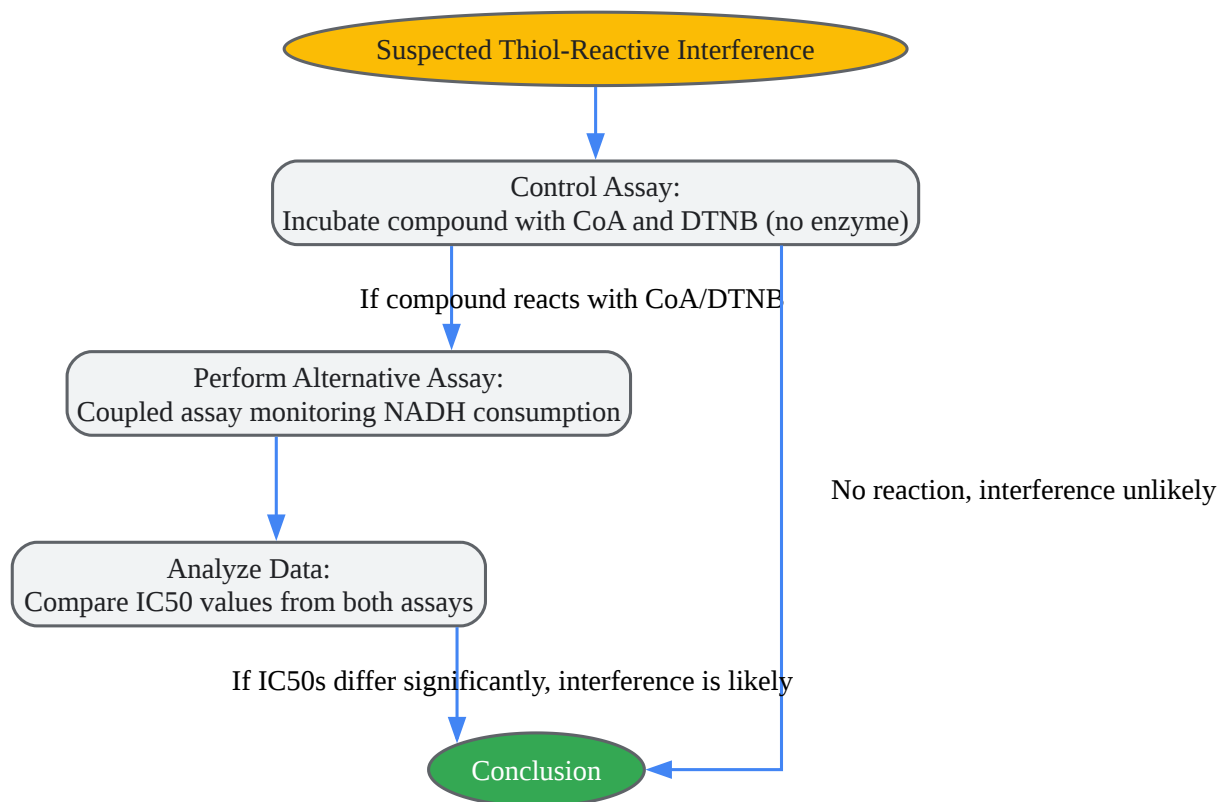 Suspected Thiol-Reactive Interference
Control Assay:
Incubate compound with CoA and DTNB (no enzyme)
If compound reacts with CoA/DTNB
Perform Alternative Assay:
Coupled assay monitoring NADH consumption
No reaction, interference unlikely
Analyze Data:
Compare IC50 values from both assays
If IC50s differ significantly, interference is likely
Conclusion